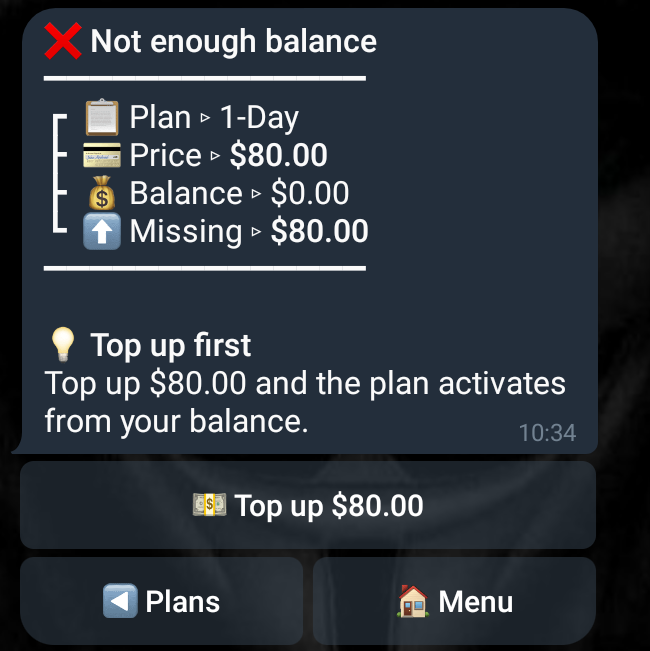 ❌ Not enough balance
📋 Plan ▹ 1-Day
💳 Price ▹ $80.00
💰 Balance ▹ $0.00
⬆️ Missing ▹ $80.00
💡 Top up first
Top up $80.00 and the plan activates
from your balance.
10:34
💵 Top up $80.00
◀️ Plans
🏠 Menu